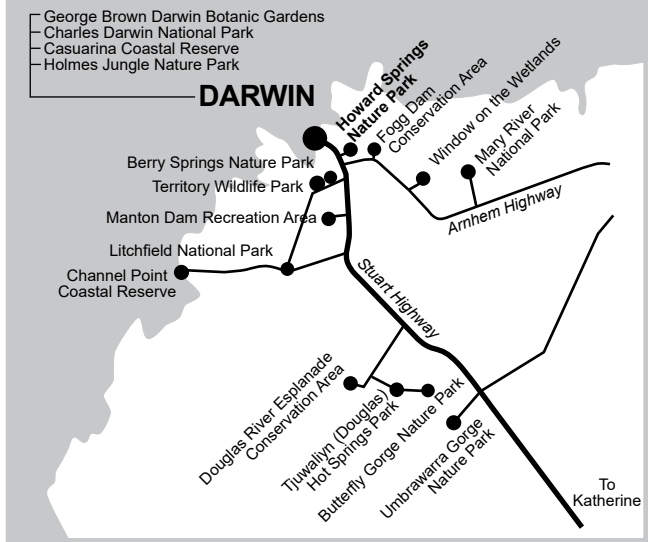 George Brown Darwin Botanic Gardens
Charles Darwin National Park
Casuarina Coastal Reserve
Holmes Jungle Nature Park
DARWIN
Howard Springs
Nature Park
Fogg Dam
Conservation Area
Window on the Wetlands
Mary River
National Park
Berry Springs Nature Park
Territory Wildlife Park
Arnhem Highway
Manton Dam Recreation Area
Litchfield National Park
Channel Point
Coastal Reserve
Stuart Highway
Douglas River Esplanade
Conservation Area
Tjuwaliyn (Douglas)
Hot Springs Park
Butterfly Gorge Nature Park
Umbrawarra Gorge
Nature Park
To
Katherine